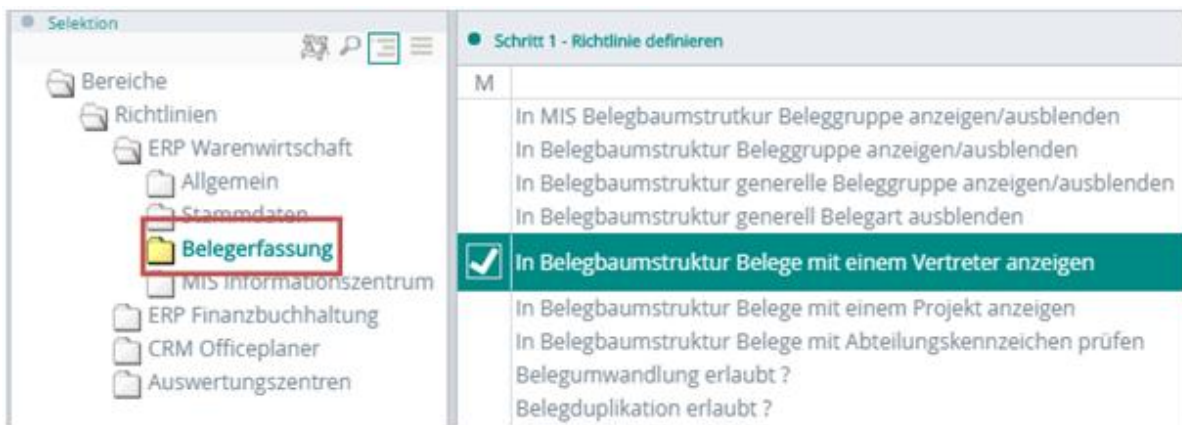 Selektion
Bereiche
Richtlinien
ERP Warenwirtschaft
Allgemein
Stammdaten
Belegerfassung
MIS Informationszentrum
ERP Finanzbuchhaltung
CRM Officeplaner
Auswertungszentren
Schritt 1 - Richtlinie definieren
M
In MIS Belegbaumstrutkur Beleggruppe anzeigen/ausblenden
In Belegbaumstruktur Beleggruppe anzeigen/ausblenden
In Belegbaumstruktur generelle Beleggruppe anzeigen/ausblenden
In Belegbaumstruktur generell Belegart ausblenden
In Belegbaumstruktur Belege mit einem Vertreter anzeigen
In Belegbaumstruktur Belege mit einem Projekt anzeigen
In Belegbaumstruktur Belege mit Abteilungskennzeichen prüfen
Belegumwandlung erlaubt ?
Belegduplikation erlaubt ?